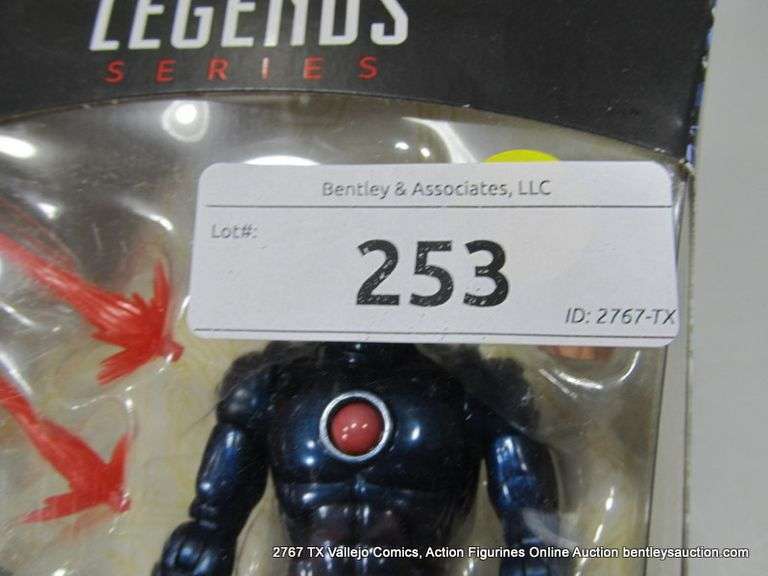 LEGENDS
SERIES
Bentley & Associates, LLC
Lot#:
253
ID: 2767-TX
2767 TX Vallejo Comics, Action Figurines Online Auction bentleysauction.com